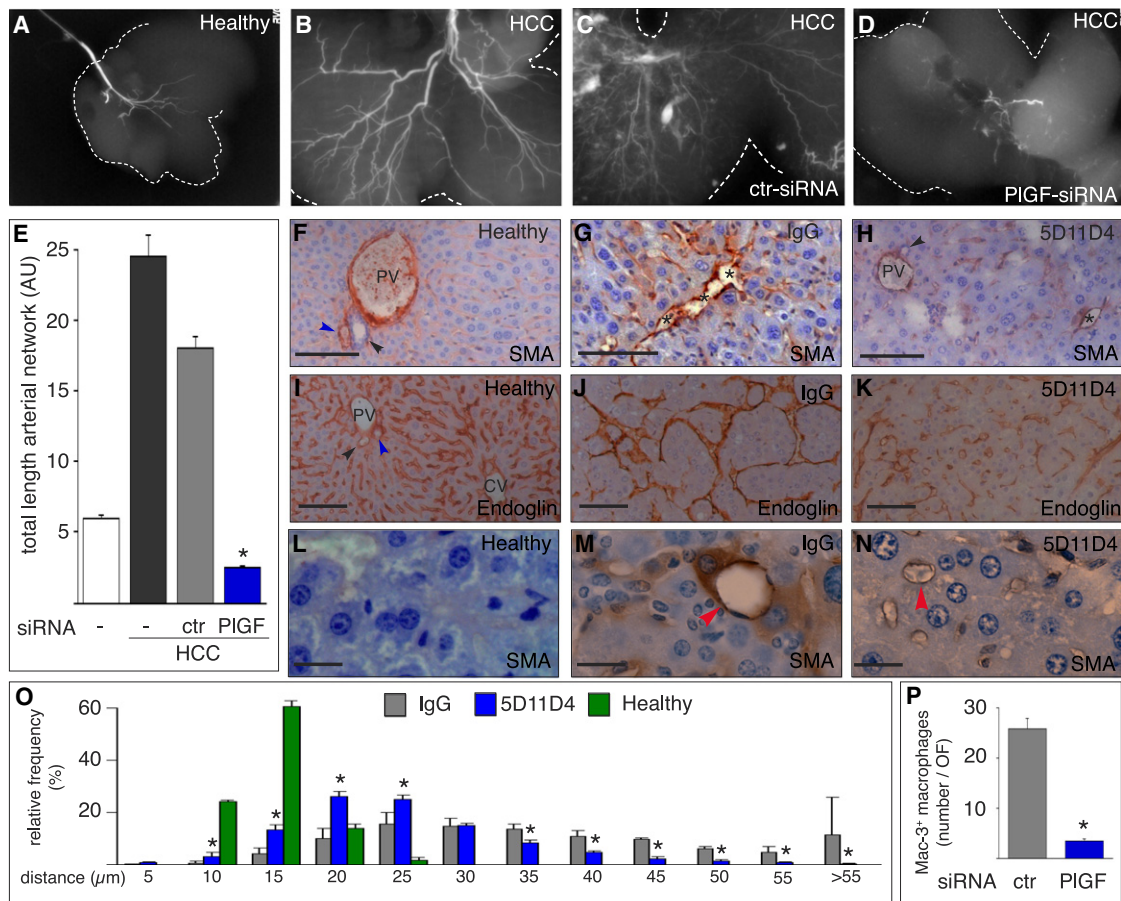 A Healthy
B HCC
C HCC
ctr-siRNA
D HCC
PlGF-siRNA
E
total length arterial network (AU)
25
20
15
10
5
siRNA - - ctr PlGF
HCC
*
F Healthy
PV
SMA
G IgG
* * *
SMA
H 5D11D4
PV
*
SMA
I Healthy
PV
CV
Endoglin
J IgG
Endoglin
K 5D11D4
Endoglin
L Healthy
SMA
M IgG
SMA
N 5D11D4
SMA
O
IgG 5D11D4 Healthy
relative frequency
(%)
60
40
20
* * * * * * * * * *
distance (µm) 5 10 15 20 25 30 35 40 45 50 55 >55
P
Mac-3⁺ macrophages
(number / OF)
30
20
10
*
siRNA ctr PlGF